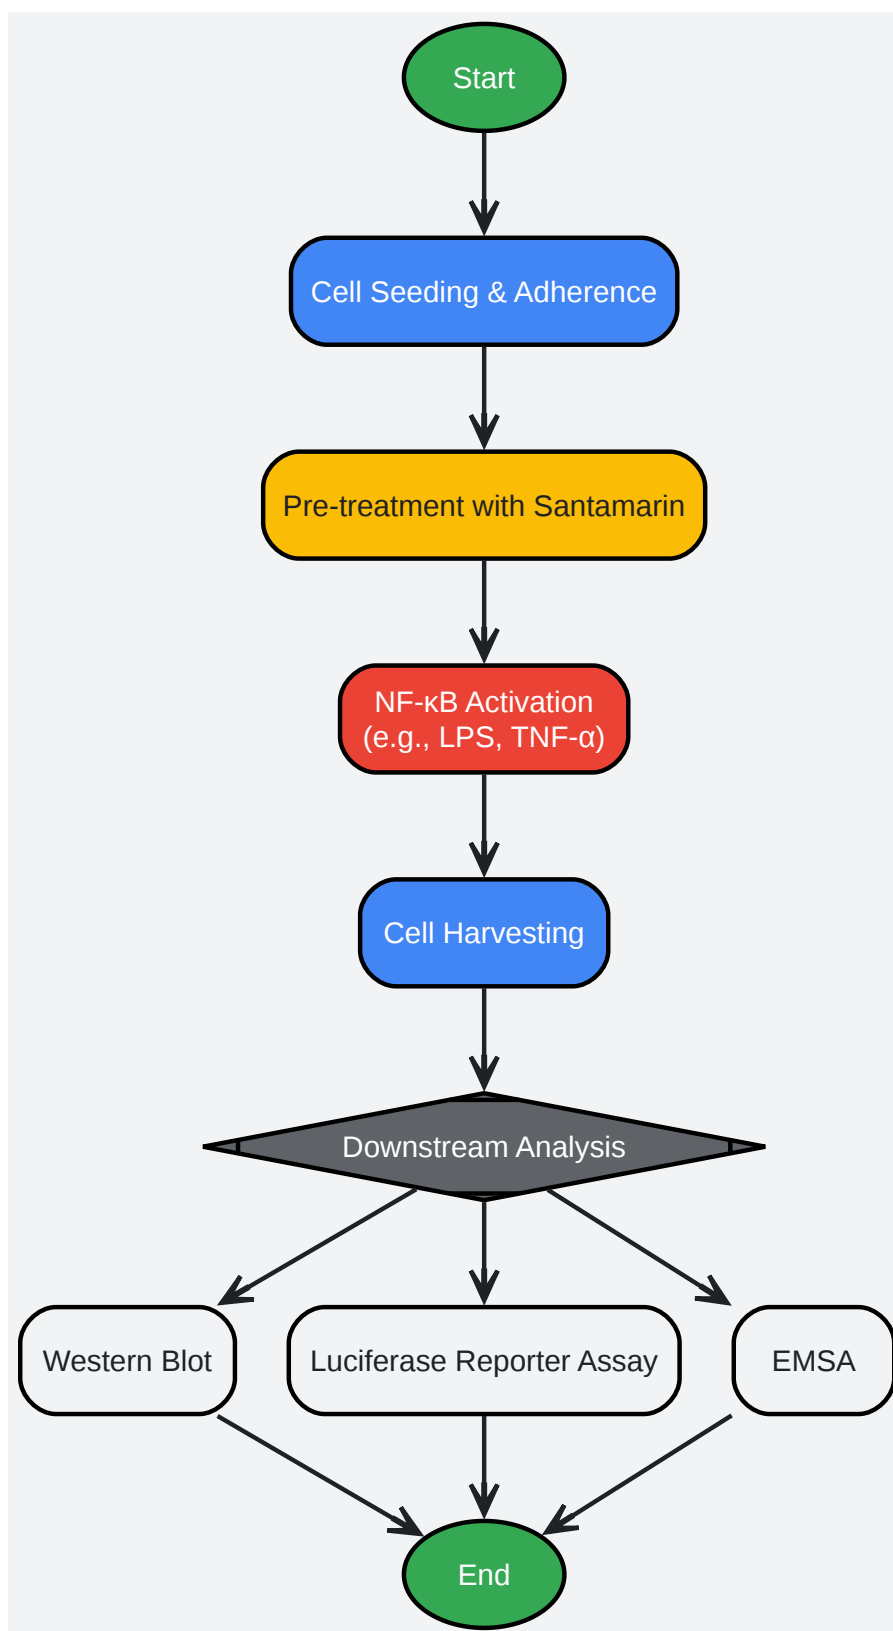 Start
Cell Seeding & Adherence
Pre-treatment with Santamarin
NF-κB Activation
(e.g., LPS, TNF-α)
Cell Harvesting
Downstream Analysis
Western Blot
Luciferase Reporter Assay
EMSA
End